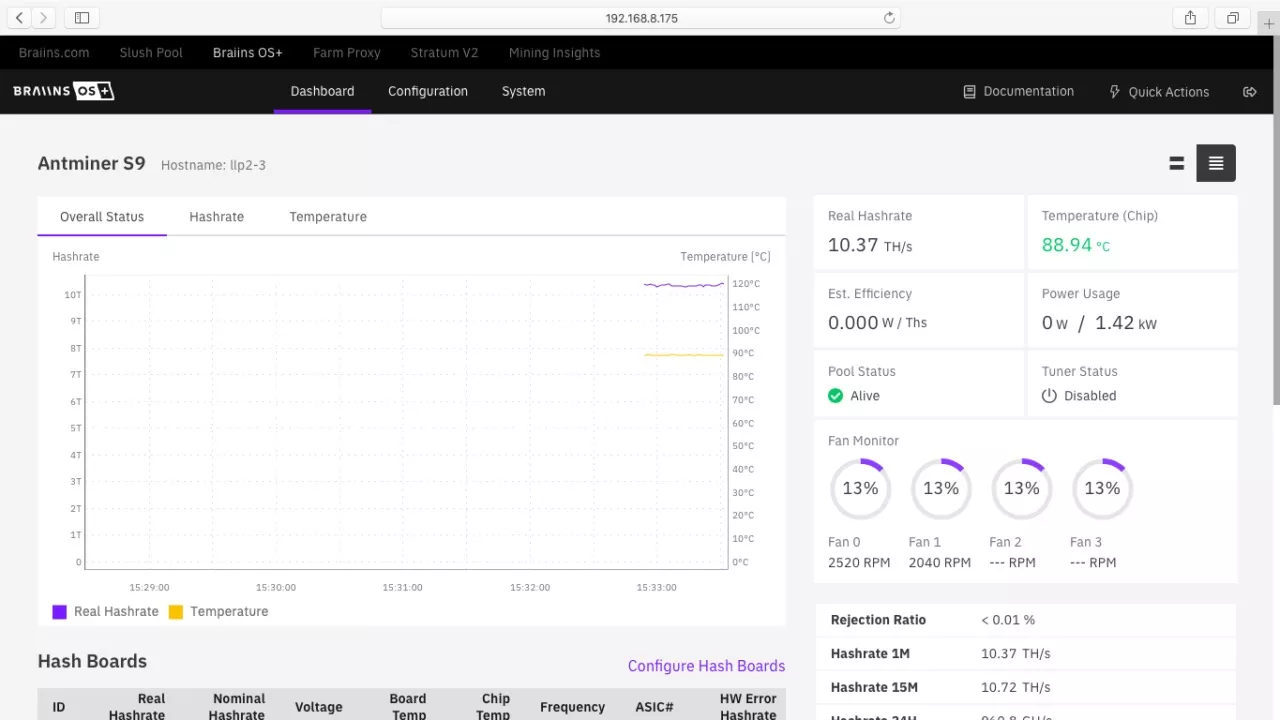 192.168.8.175
Braiins.com Slush Pool Braiins OS+ Farm Proxy Stratum V2 Mining Insights
BRAIINS OS+ Dashboard Configuration System Documentation Quick Actions
Antminer S9 Hostname: llp2-3
Overall Status Hashrate Temperature
Hashrate Temperature [°C]
10T
9T
8T
7T
6T
5T
4T
3T
2T
1T
0
120°C
110°C
100°C
90°C
80°C
70°C
60°C
50°C
40°C
30°C
20°C
10°C
0°C
15:29:00 15:30:00 15:31:00 15:32:00 15:33:00
Real Hashrate Temperature
Real Hashrate
10.37 TH/s
Temperature (Chip)
88.94 °C
Est. Efficiency
0.000 W / Ths
Power Usage
0 W / 1.42 kW
Pool Status
Alive
Tuner Status
Disabled
Fan Monitor
13% 13% 13% 13%
Fan 0 Fan 1 Fan 2 Fan 3
2520 RPM 2040 RPM --- RPM --- RPM
Rejection Ratio < 0.01 %
Hashrate 1M 10.37 TH/s
Hashrate 15M 10.72 TH/s
Hash Boards Configure Hash Boards
ID Real Hashrate Nominal Hashrate Voltage Board Temp Chip Temp Frequency ASIC# HW Error Hashrate